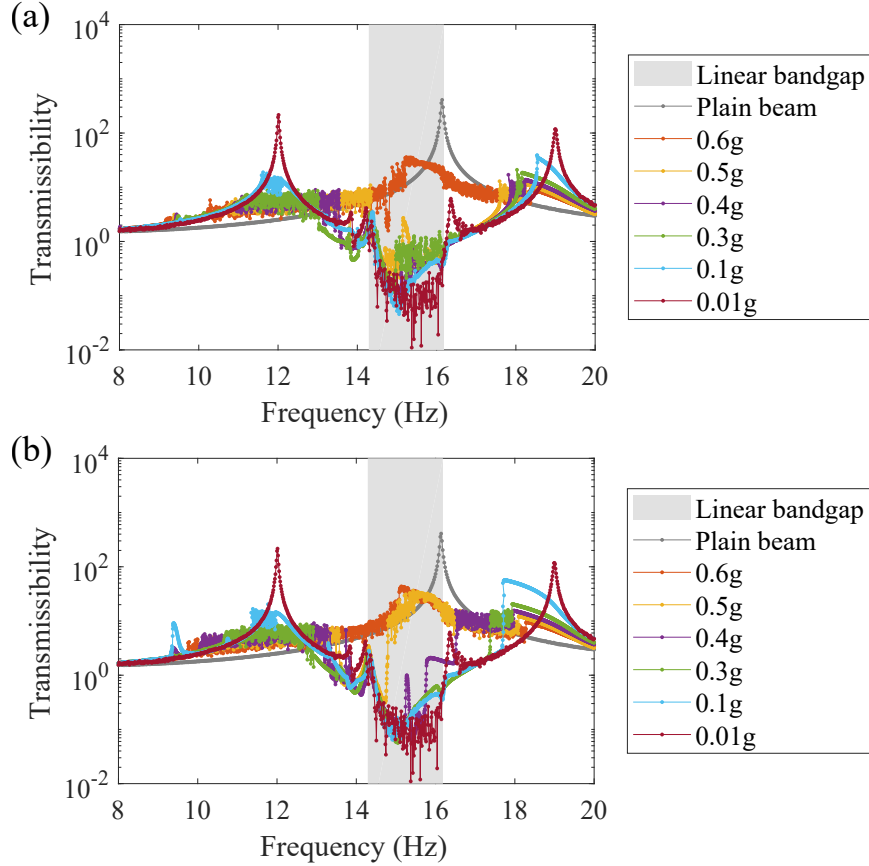 (a)
10^4
10^2
10^0
10^-2
Transmissibility
8 10 12 14 16 18 20
Frequency (Hz)
Linear bandgap
Plain beam
0.6g
0.5g
0.4g
0.3g
0.1g
0.01g
(b)
10^4
10^2
10^0
10^-2
Transmissibility
8 10 12 14 16 18 20
Frequency (Hz)
Linear bandgap
Plain beam
0.6g
0.5g
0.4g
0.3g
0.1g
0.01g